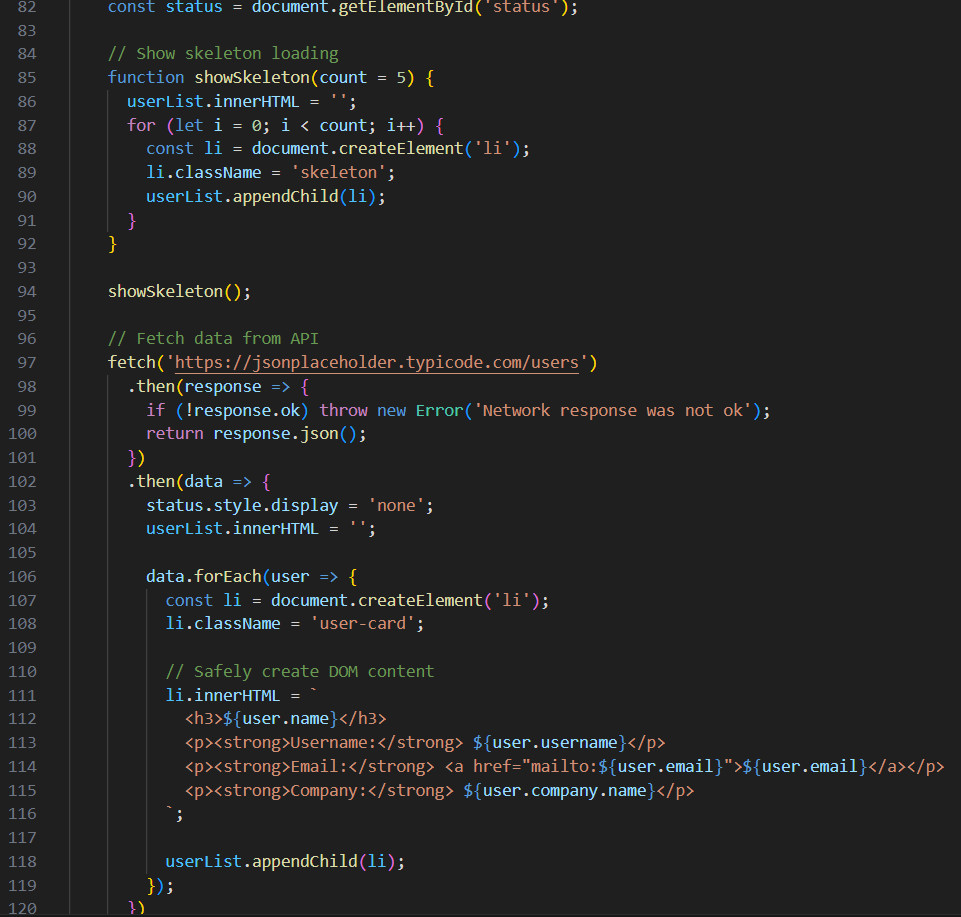 82 const status = document.getElementById('status');
83
84 // Show skeleton loading
85 function showSkeleton(count = 5) {
86 userList.innerHTML = '';
87 for (let i = 0; i < count; i++) {
88 const li = document.createElement('li');
89 li.className = 'skeleton';
90 userList.appendChild(li);
91 }
92 }
93
94 showSkeleton();
95
96 // Fetch data from API
97 fetch('https://jsonplaceholder.typicode.com/users')
98 .then(response => {
99 if (!response.ok) throw new Error('Network response was not ok');
100 return response.json();
101 })
102 .then(data => {
103 status.style.display = 'none';
104 userList.innerHTML = '';
105
106 data.forEach(user => {
107 const li = document.createElement('li');
108 li.className = 'user-card';
109
110 // Safely create DOM content
111 li.innerHTML = `
112 <h3>${user.name}</h3>
113 <p><strong>Username:</strong> ${user.username}</p>
114 <p><strong>Email:</strong> <a href="mailto:${user.email}">${user.email}</a></p>
115 <p><strong>Company:</strong> ${user.company.name}</p>
116 `;
117
118 userList.appendChild(li);
119 });
120 })